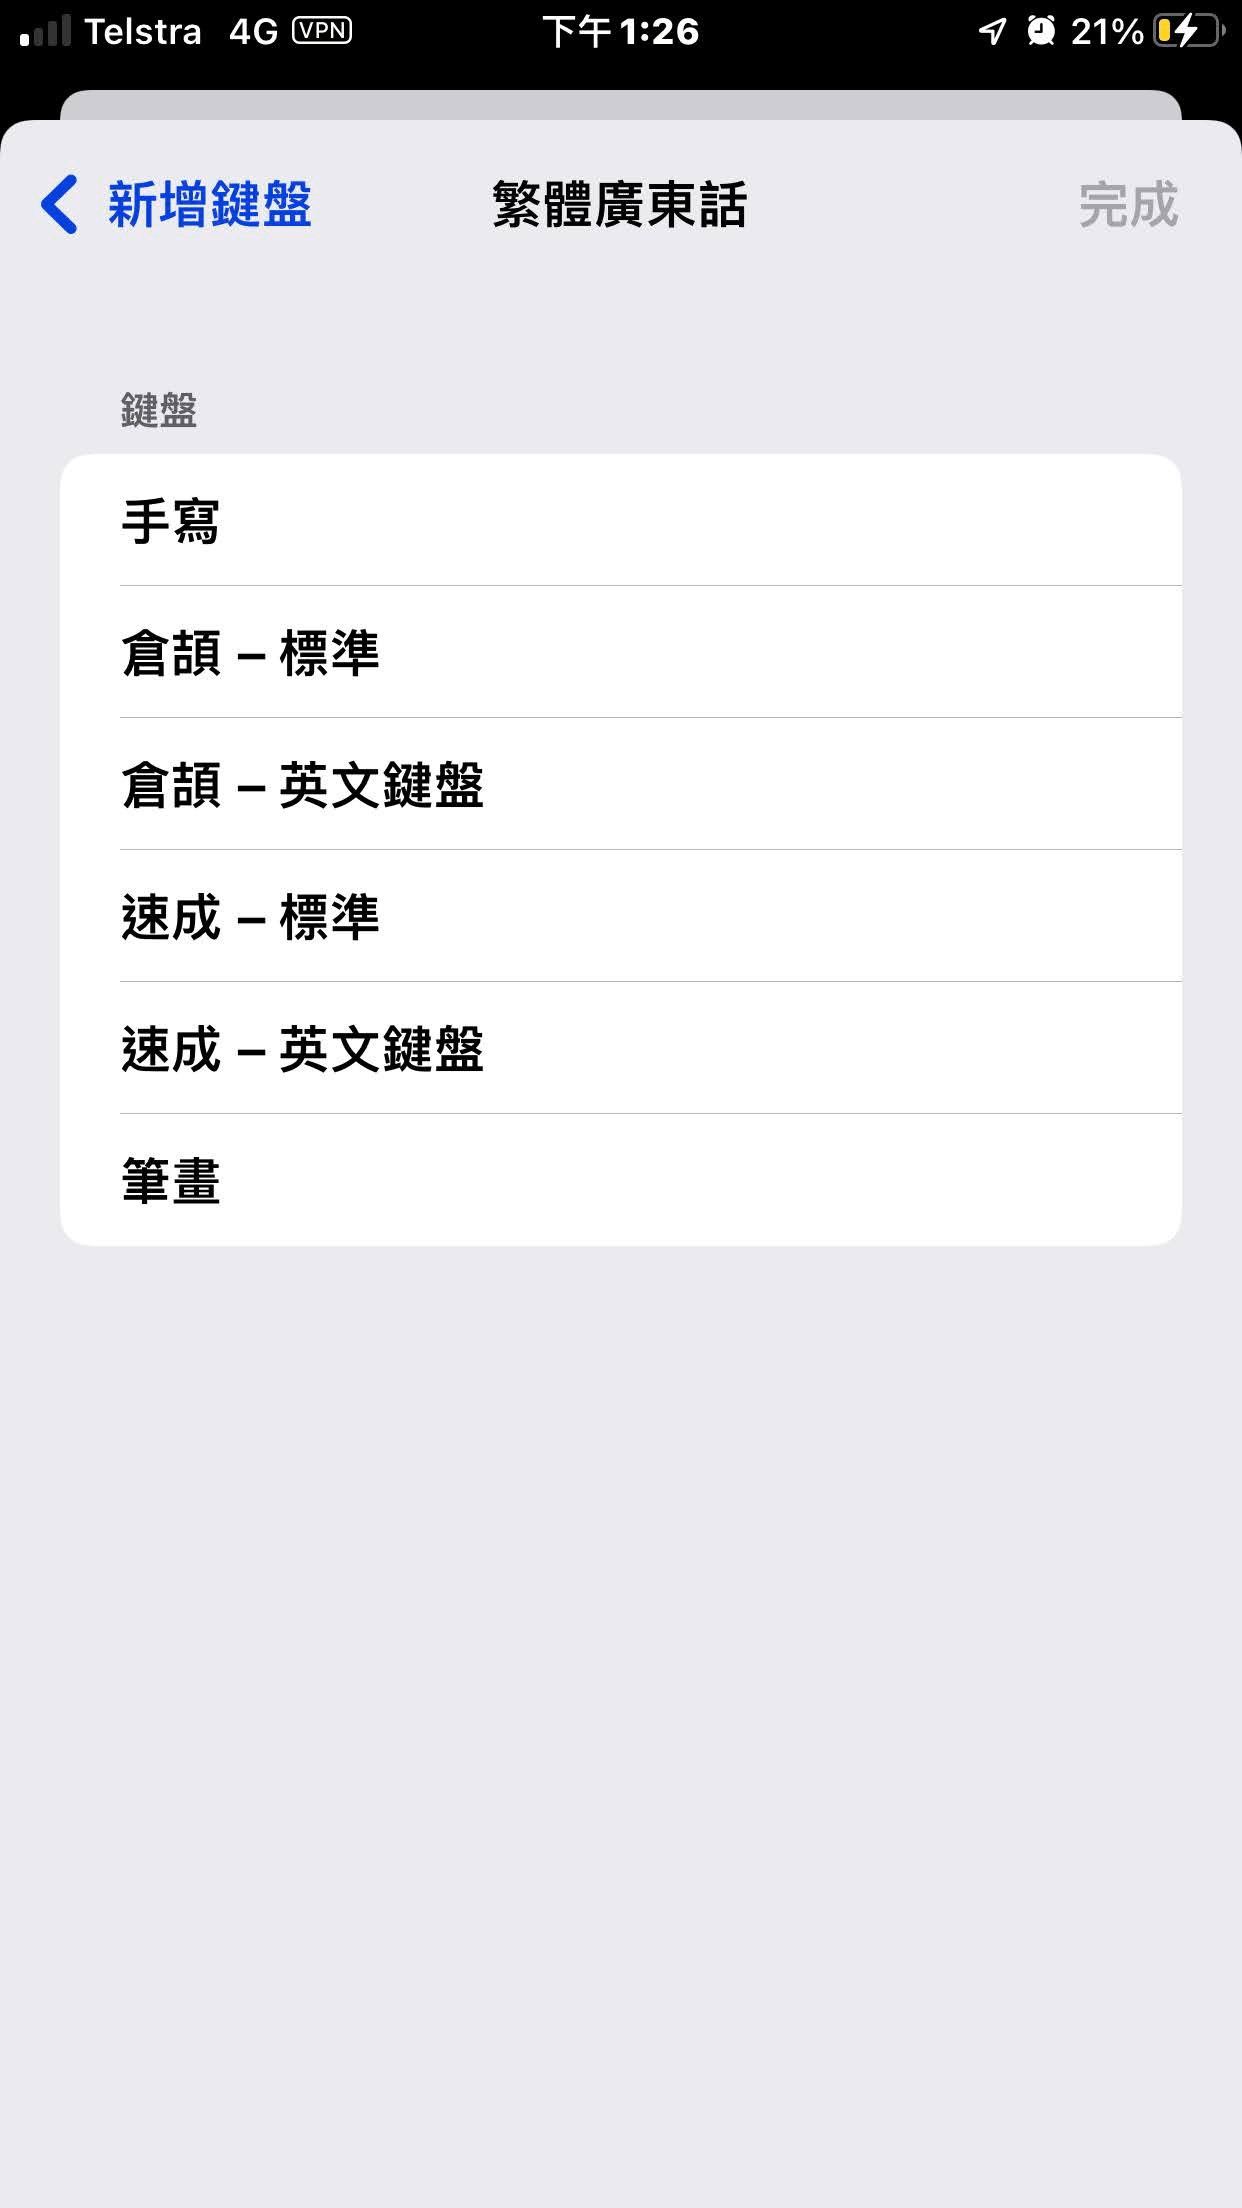 Telstra 4G VPN 下午 1:26 21%
新增鍵盤 繁體廣東話 完成
鍵盤
手寫
倉頡 – 標準
倉頡 – 英文鍵盤
速成 – 標準
速成 – 英文鍵盤
筆畫